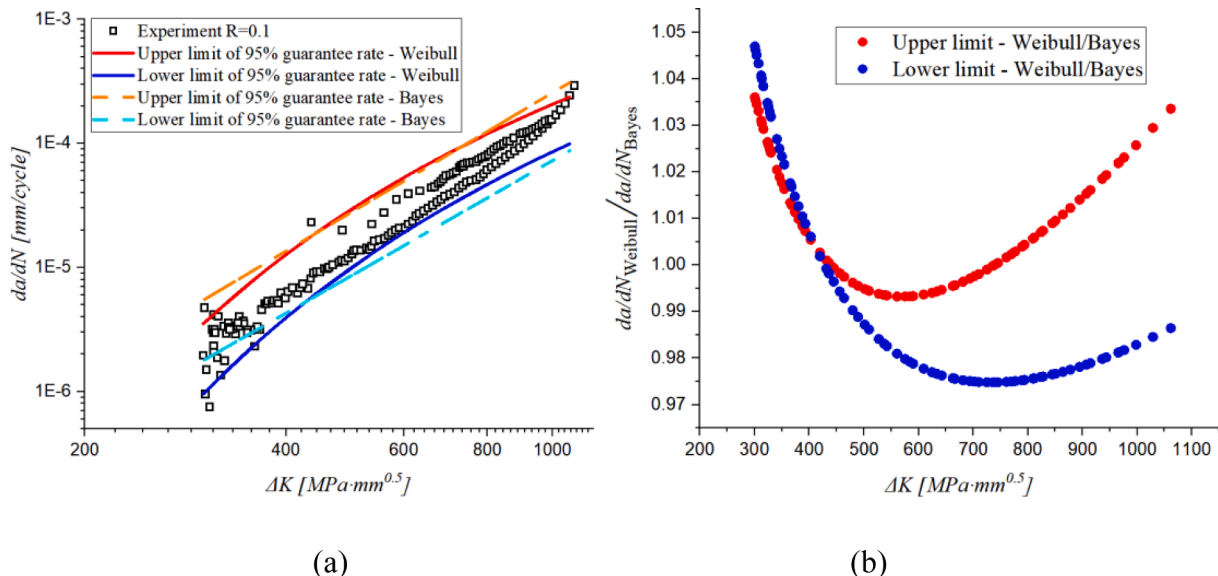 1E-3
1E-4
1E-5
1E-6
da/dN [mm/cycle]
Experiment R=0.1
Upper limit of 95% guarantee rate - Weibull
Lower limit of 95% guarantee rate - Weibull
Upper limit of 95% guarantee rate - Bayes
Lower limit of 95% guarantee rate - Bayes
200 400 600 800 1000
ΔK [MPa·mm^0.5]
(a)
1.05
1.04
1.03
1.02
1.01
1.00
0.99
0.98
0.97
da/dN_Weibull/da/dN_Bayes
Upper limit - Weibull/Bayes
Lower limit - Weibull/Bayes
200 300 400 500 600 700 800 900 1000 1100
ΔK [MPa·mm^0.5]
(b)